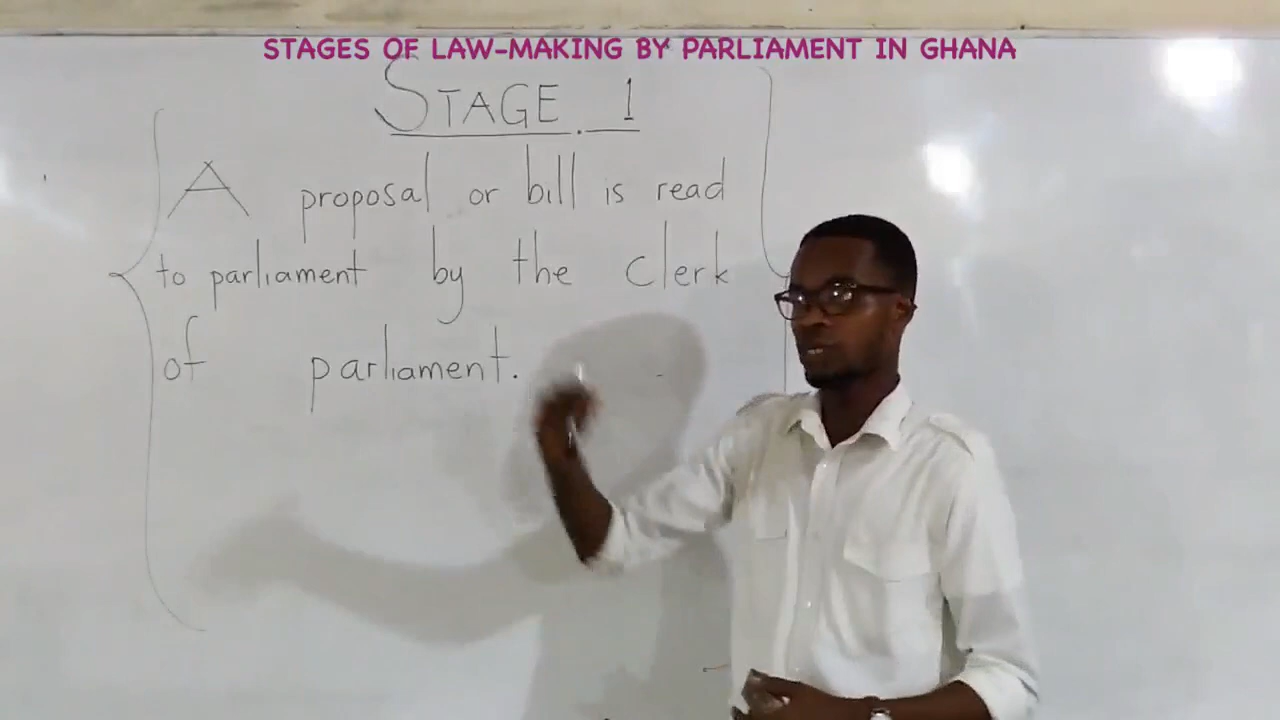 STAGES OF LAW-MAKING BY PARLIAMENT IN GHANA
STAGE. 1
A proposal or bill is read
to parliament by the Clerk
of parliament.